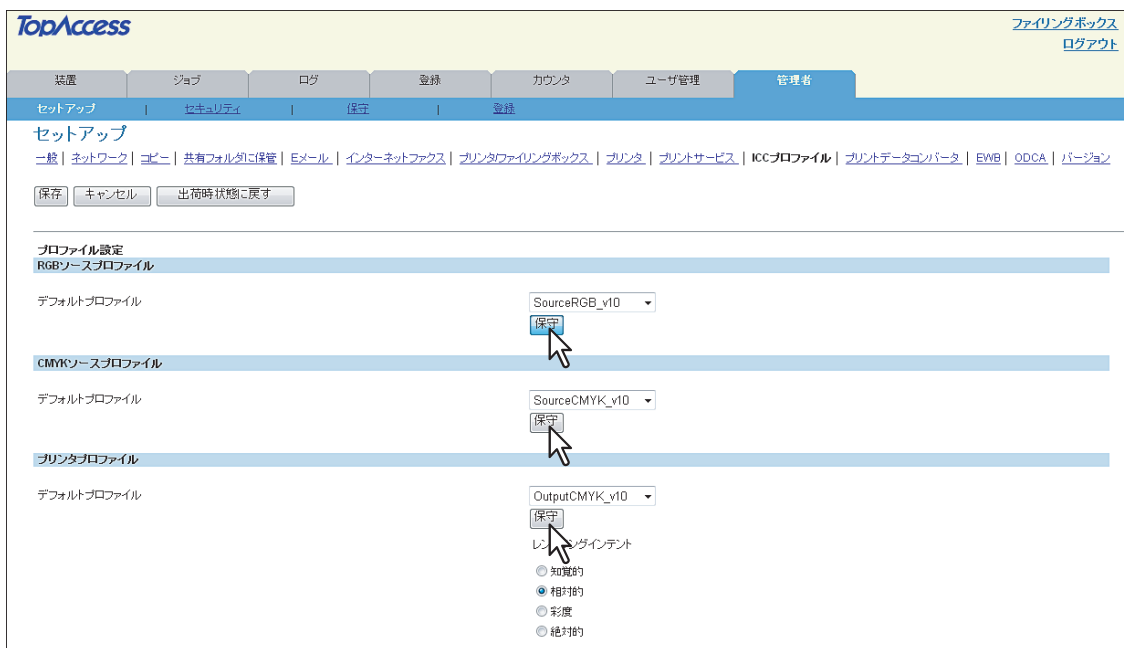 TopAccess
ファイリングボックス
ログアウト
装置 ジョブ ログ 登録 カウンタ ユーザ管理 管理者
セットアップ | セキュリティ | 保守 | 登録
セットアップ
一般 | ネットワーク | コピー | 共有フォルダに保管 | Eメール | インターネットファクス | プリンタ/ファイリングボックス | プリンタ | プリントサービス | ICCプロファイル | プリントデータコンバータ | EWB | ODCA | バージョン
保存 キャンセル 出荷時状態に戻す
プロファイル設定
RGBソースプロファイル
デフォルトプロファイル SourceRGB_v10
保守
CMYKソースプロファイル
デフォルトプロファイル SourceCMYK_v10
保守
プリンタプロファイル
デフォルトプロファイル OutputCMYK_v10
保守
レンダリングインテント
知覚的
相対的
彩度
絶対的